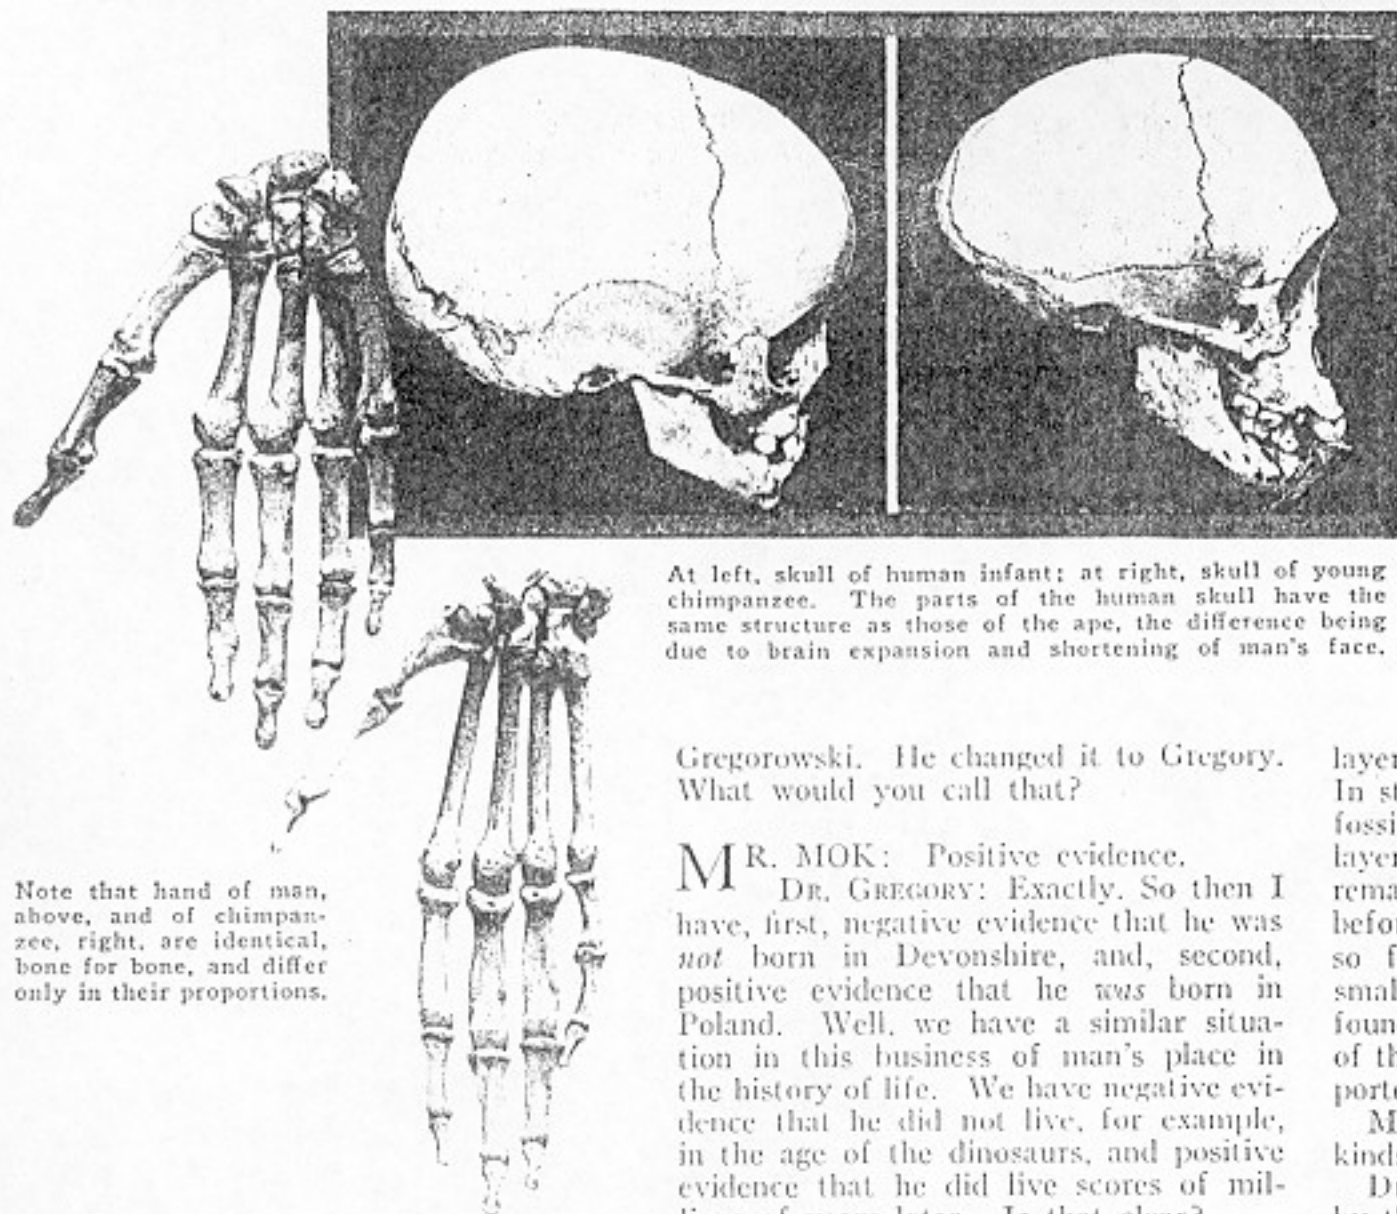 At left, skull of human infant; at right, skull of young
chimpanzee. The parts of the human skull have the
same structure as those of the ape, the difference being
due to brain expansion and shortening of man's face.
Note that hand of man,
above, and of chimpan-
zee, right, are identical,
bone for bone, and differ
only in their proportions.
Gregorowski. He changed it to Gregory.
What would you call that?
MR. MOK: Positive evidence.
DR. GREGORY: Exactly. So then I
have, first, negative evidence that he was
not born in Devonshire, and, second,
positive evidence that he was born in
Poland. Well, we have a similar situa-
tion in this business of man's place in
the history of life. We have negative evi-
dence that he did not live, for example,
in the age of the dinosaurs, and positive
evidence that he did live scores of mil-
layer
In st
fossi
layer
rema
befor
so f
smal
foun
of th
porte
M
kinds